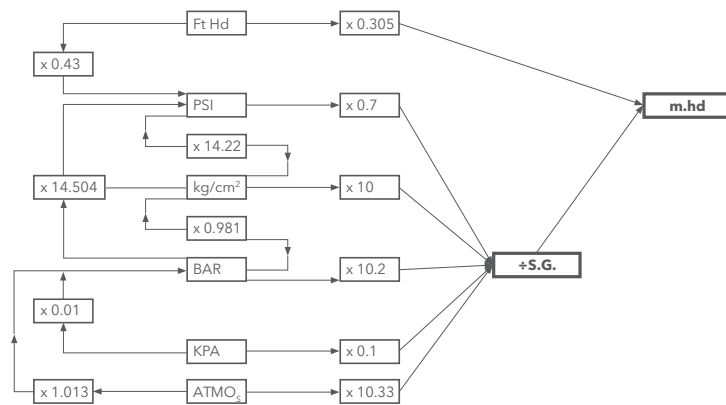 Ft Hd
x 0.305
x 0.43
PSI
x 0.7
m.hd
x 14.22
x 14.504
kg/cm²
x 10
x 0.981
BAR
x 10.2
÷S.G.
x 0.01
KPA
x 0.1
x 1.013
ATMOs
x 10.33